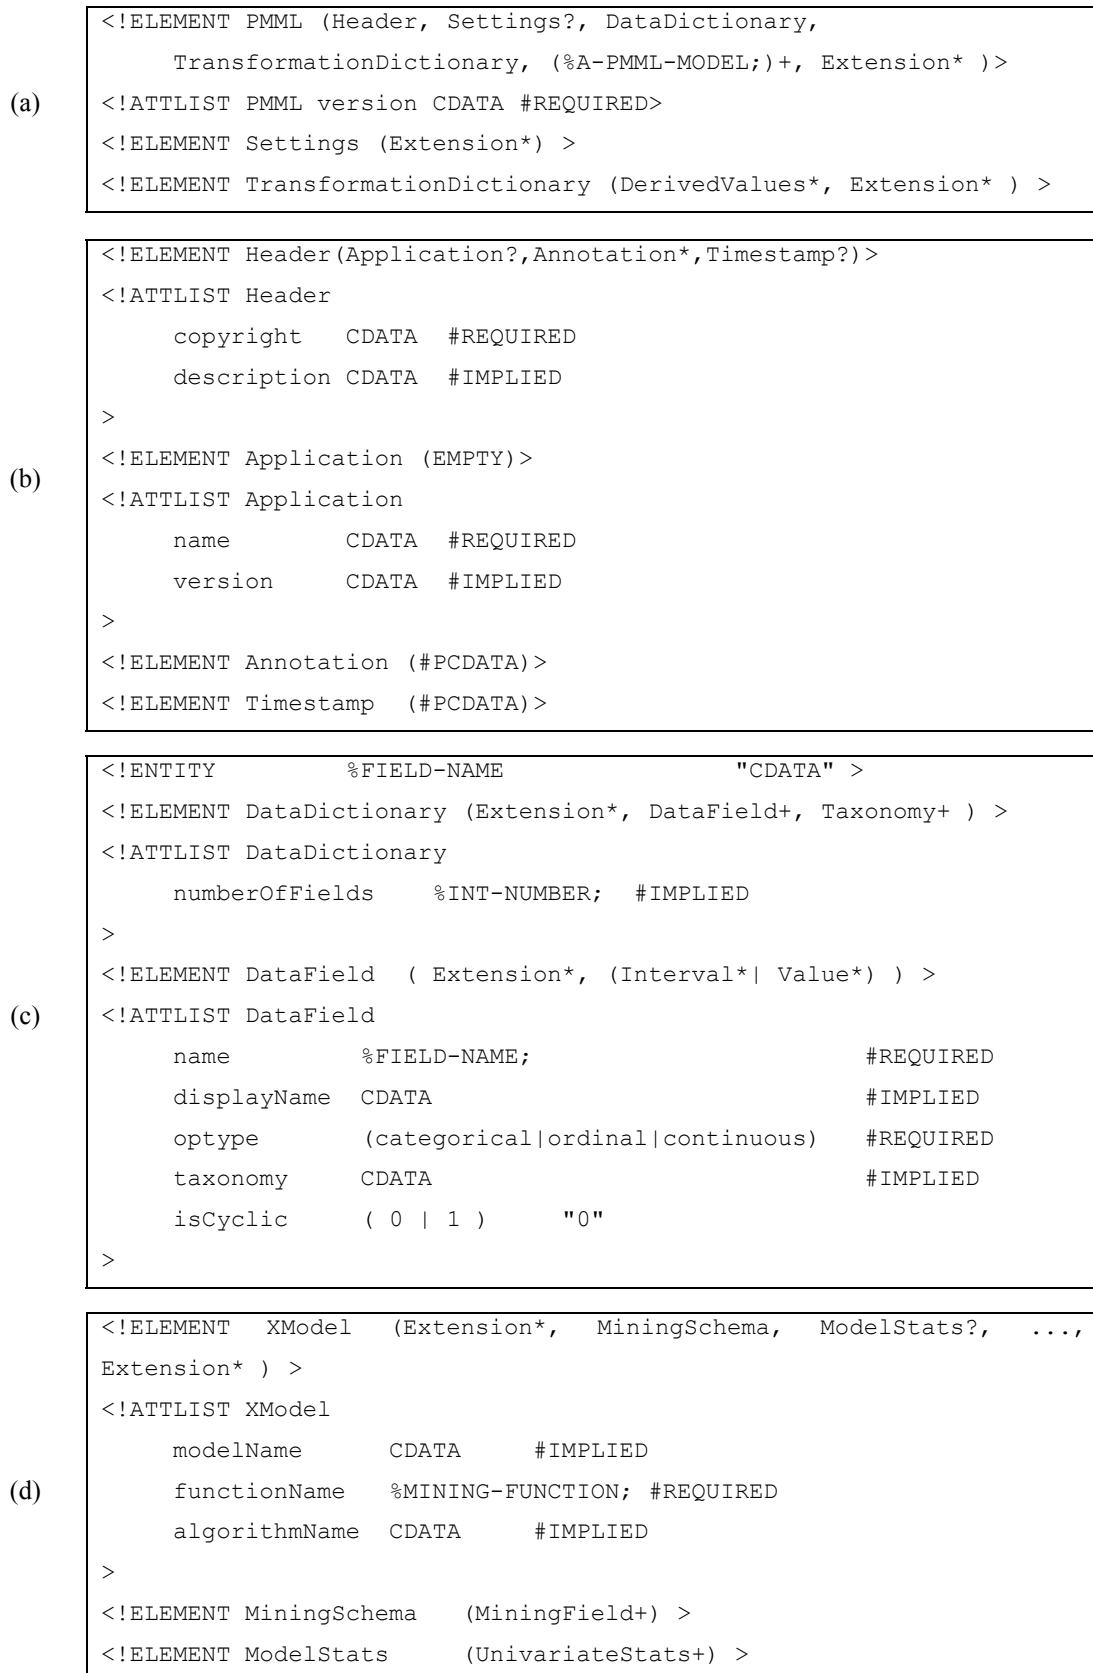 <!ELEMENT PMML (Header, Settings?, DataDictionary,
TransformationDictionary, (%A-PMML-MODEL;)+, Extension* )>
(a)
<!ATTLIST PMML version CDATA #REQUIRED>
<!ELEMENT Settings (Extension*) >
<!ELEMENT TransformationDictionary (DerivedValues*, Extension* ) >
<!ELEMENT Header(Application?,Annotation*,Timestamp?)>
<!ATTLIST Header
copyright CDATA #REQUIRED
description CDATA #IMPLIED
>
<!ELEMENT Application (EMPTY)>
(b)
<!ATTLIST Application
name CDATA #REQUIRED
version CDATA #IMPLIED
>
<!ELEMENT Annotation (#PCDATA)>
<!ELEMENT Timestamp (#PCDATA)>
<!ENTITY %FIELD-NAME "CDATA" >
<!ELEMENT DataDictionary (Extension*, DataField+, Taxonomy+ ) >
<!ATTLIST DataDictionary
numberOfFields %INT-NUMBER; #IMPLIED
>
<!ELEMENT DataField ( Extension*, (Interval*| Value*) ) >
(c)
<!ATTLIST DataField
name %FIELD-NAME; #REQUIRED
displayName CDATA #IMPLIED
optype (categorical|ordinal|continuous) #REQUIRED
taxonomy CDATA #IMPLIED
isCyclic ( 0 | 1 ) "0"
>
<!ELEMENT XModel (Extension*, MiningSchema, ModelStats?, ...,
Extension* ) >
<!ATTLIST XModel
modelName CDATA #IMPLIED
(d)
functionName %MINING-FUNCTION; #REQUIRED
algorithmName CDATA #IMPLIED
>
<!ELEMENT MiningSchema (MiningField+) >
<!ELEMENT ModelStats (UnivariateStats+) >